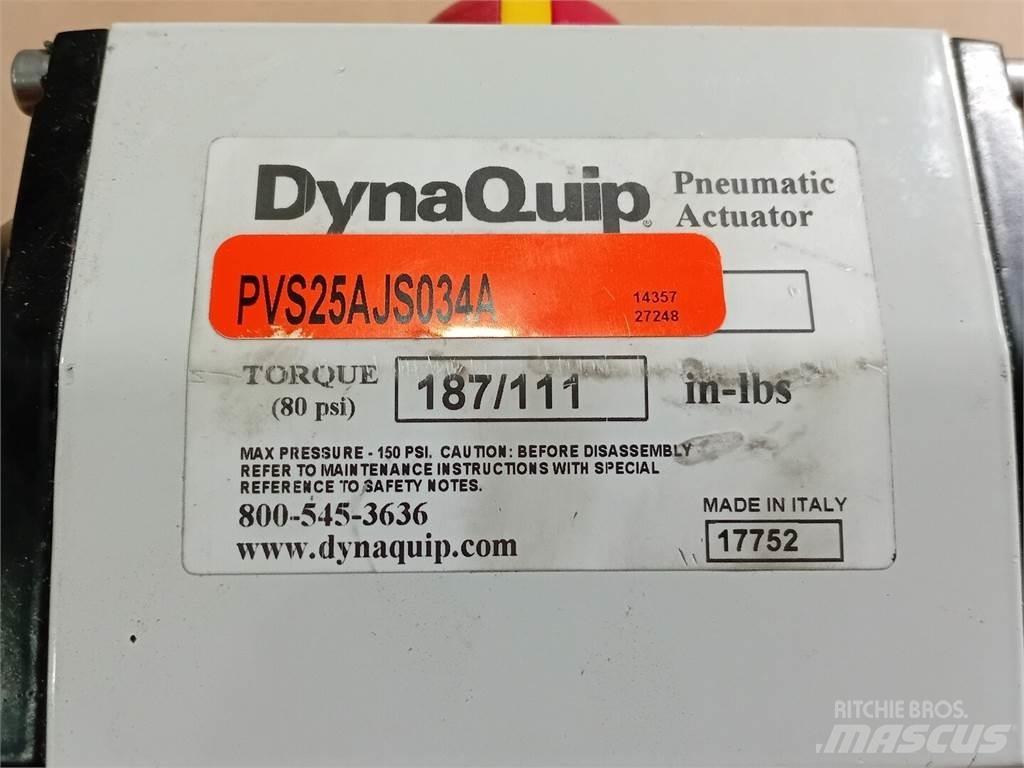 DynaQuip® Pneumatic
Actuator
PVS25AJS034A 14357
27248
TORQUE 187/111 in-lbs
(80 psi)
MAX PRESSURE - 150 PSI. CAUTION: BEFORE DISASSEMBLY
REFER TO MAINTENANCE INSTRUCTIONS WITH SPECIAL
REFERENCE TO SAFETY NOTES.
800-545-3636
www.dynaquip.com
MADE IN ITALY
17752
RITCHIE BROS.
MASCUS